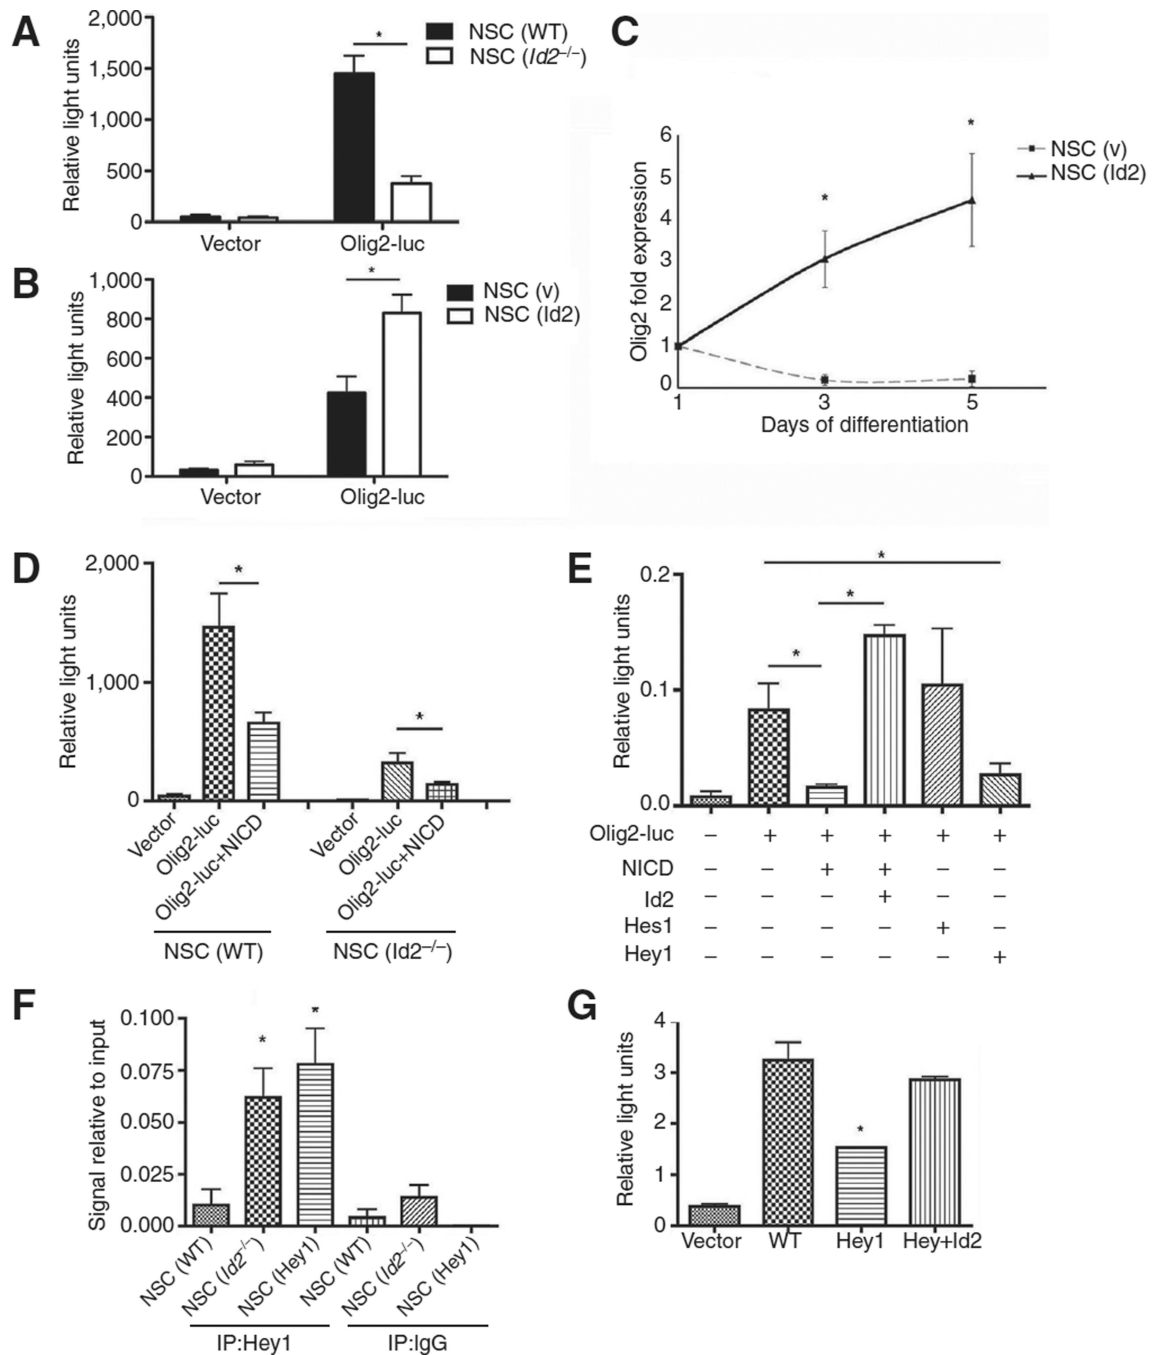 A
Relative light units
2,000
1,500
1,000
500
0
*
NSC (WT)
NSC (Id2–/–)
Vector
Olig2-luc
B
Relative light units
1,000
800
600
400
200
0
*
NSC (v)
NSC (Id2)
Vector
Olig2-luc
C
Olig2 fold expression
6
5
4
3
2
1
0
*
*
NSC (v)
NSC (Id2)
1
3
5
Days of differentiation
D
Relative light units
2,000
1,000
0
*
*
Vector
Olig2-luc
Olig2-luc+NICD
Vector
Olig2-luc
Olig2-luc+NICD
NSC (WT)
NSC (Id2–/–)
E
Relative light units
0.2
0.1
0.0
*
*
*
Olig2-luc – + + + + +
NICD – – + + – –
Id2 – – – + – –
Hes1 – – – – + –
Hey1 – – – – – +
F
Signal relative to input
0.100
0.075
0.050
0.025
0.000
*
*
NSC (WT)
NSC (Id2–/–)
NSC (Hey1)
NSC (WT)
NSC (Id2–/–)
NSC (Hey1)
IP:Hey1
IP:IgG
G
Relative light units
4
3
2
1
0
*
Vector
WT
Hey1
Hey+Id2